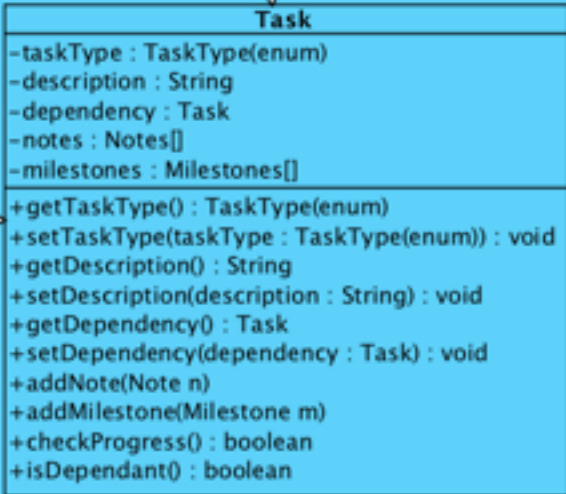 Task
-taskType : TaskType(enum)
-description : String
-dependency : Task
-notes : Notes[]
-milestones : Milestones[]
+getTaskType() : TaskType(enum)
+setTaskType(taskType : TaskType(enum)) : void
+getDescription() : String
+setDescription(description : String) : void
+getDependency() : Task
+setDependency(dependency : Task) : void
+addNote(Note n)
+addMilestone(Milestone m)
+checkProgress() : boolean
+isDependant() : boolean